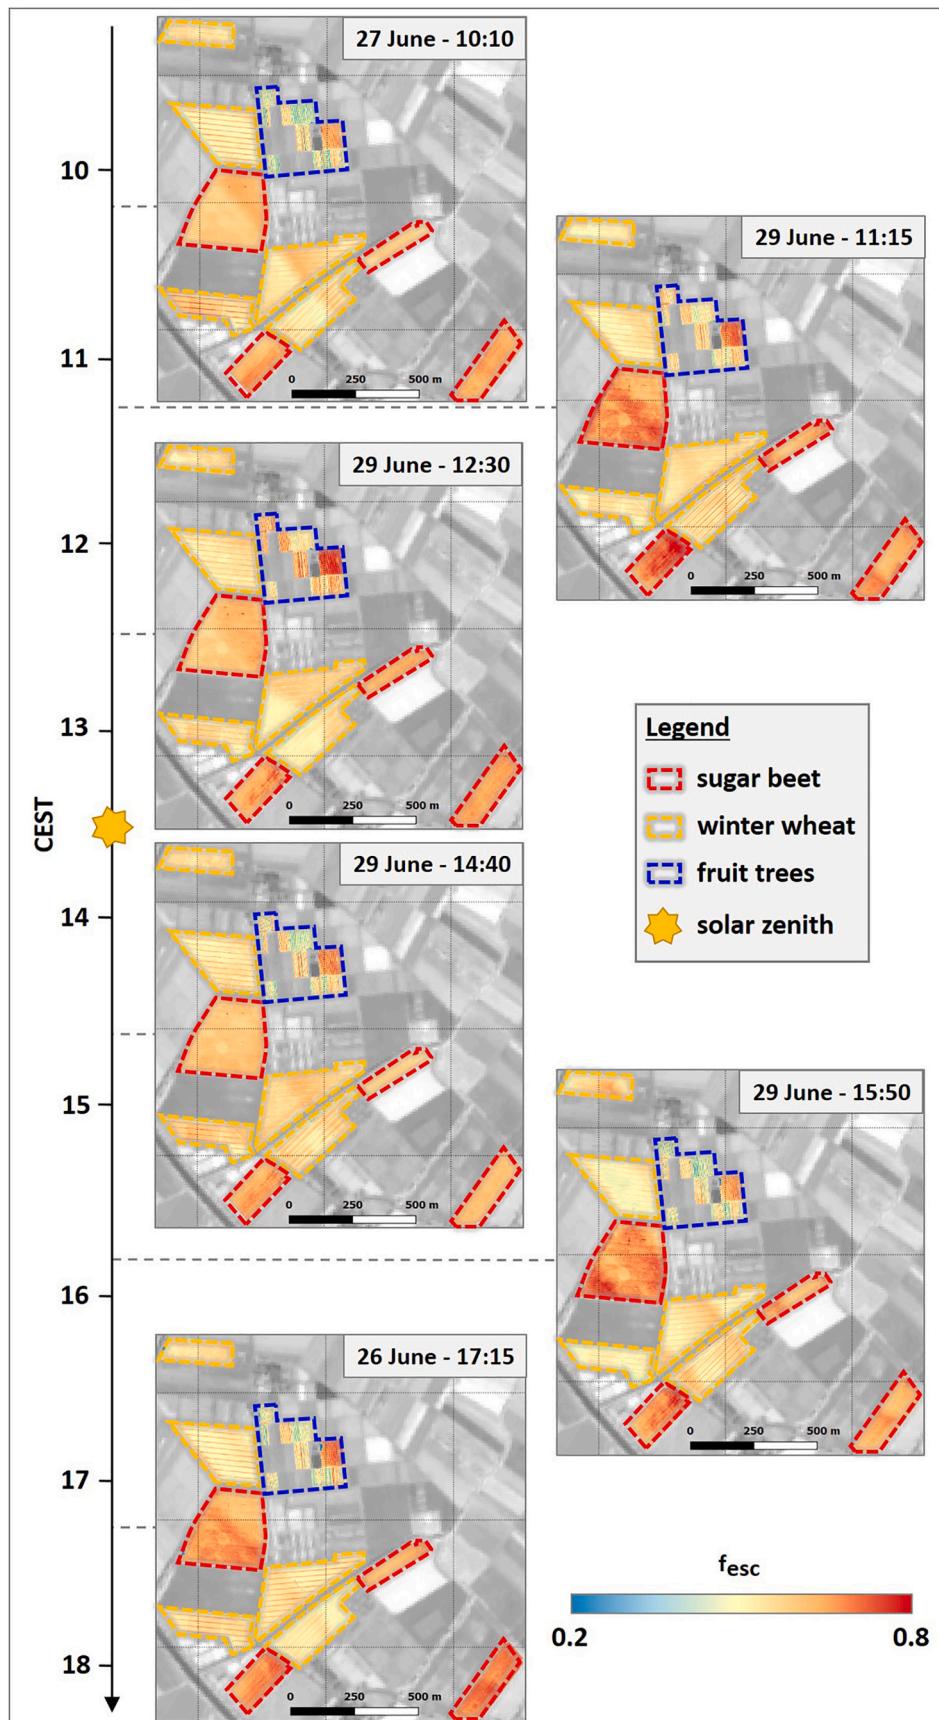 27 June - 10:10
10
29 June - 11:15
11
0 250 500 m
29 June - 12:30
12
0 250 500 m
13
0 250 500 m
Legend
sugar beet
winter wheat
fruit trees
solar zenith
CEST
29 June - 14:40
14
15
29 June - 15:50
0 250 500 m
16
26 June - 17:15
0 250 500 m
17
fesc
0.2 0.8
18
0 250 500 m